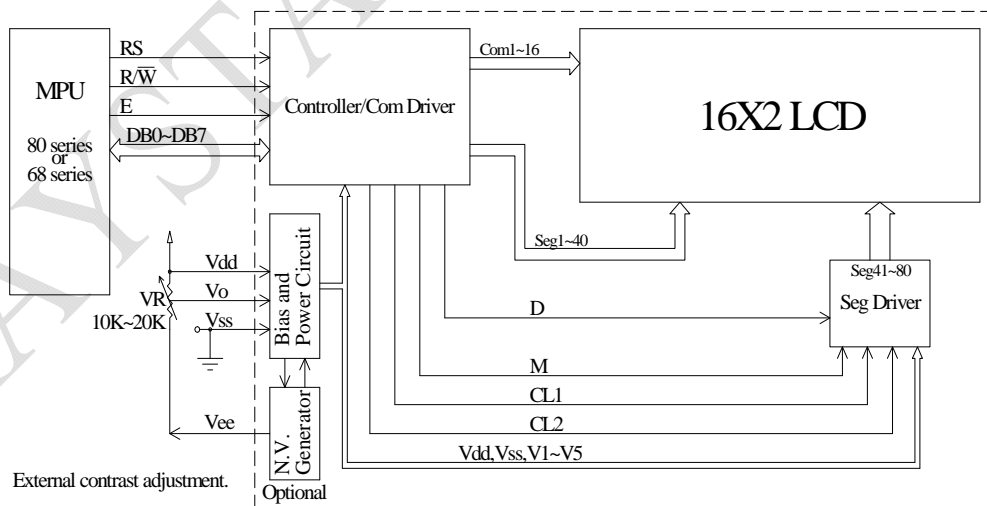 RS
R/W̅
E
DB0~DB7
MPU
80 series
or
68 series
Controller/Com Driver
Com1~16
16X2 LCD
Seg1~40
Seg41~80
Seg Driver
Vdd
Vo
Vss
VR
10K~20K
Bias and
Power Circuit
D
M
CL1
CL2
Vdd,Vss,V1~V5
Vee
N.V.
Generator
Optional
External contrast adjustment.
AYSTA